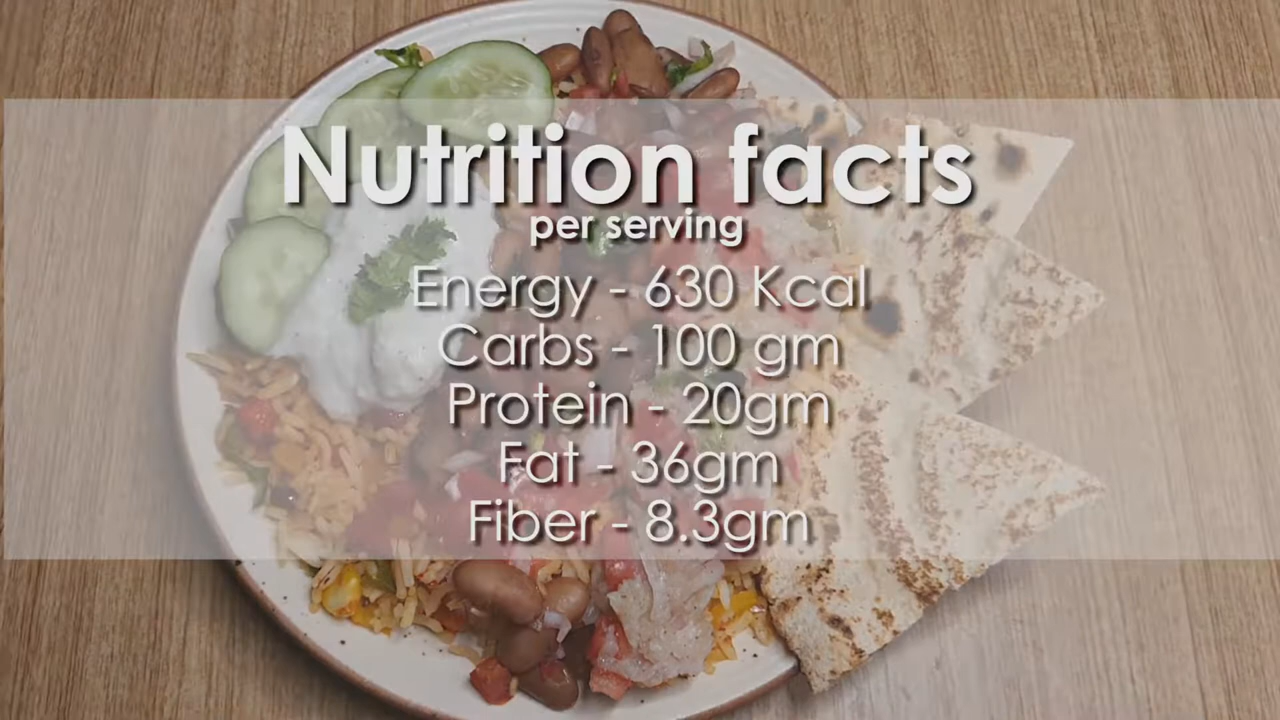 Nutrition facts
per serving
Energy - 630 Kcal
Carbs - 100 gm
Protein - 20gm
Fat - 36gm
Fiber - 8.3gm